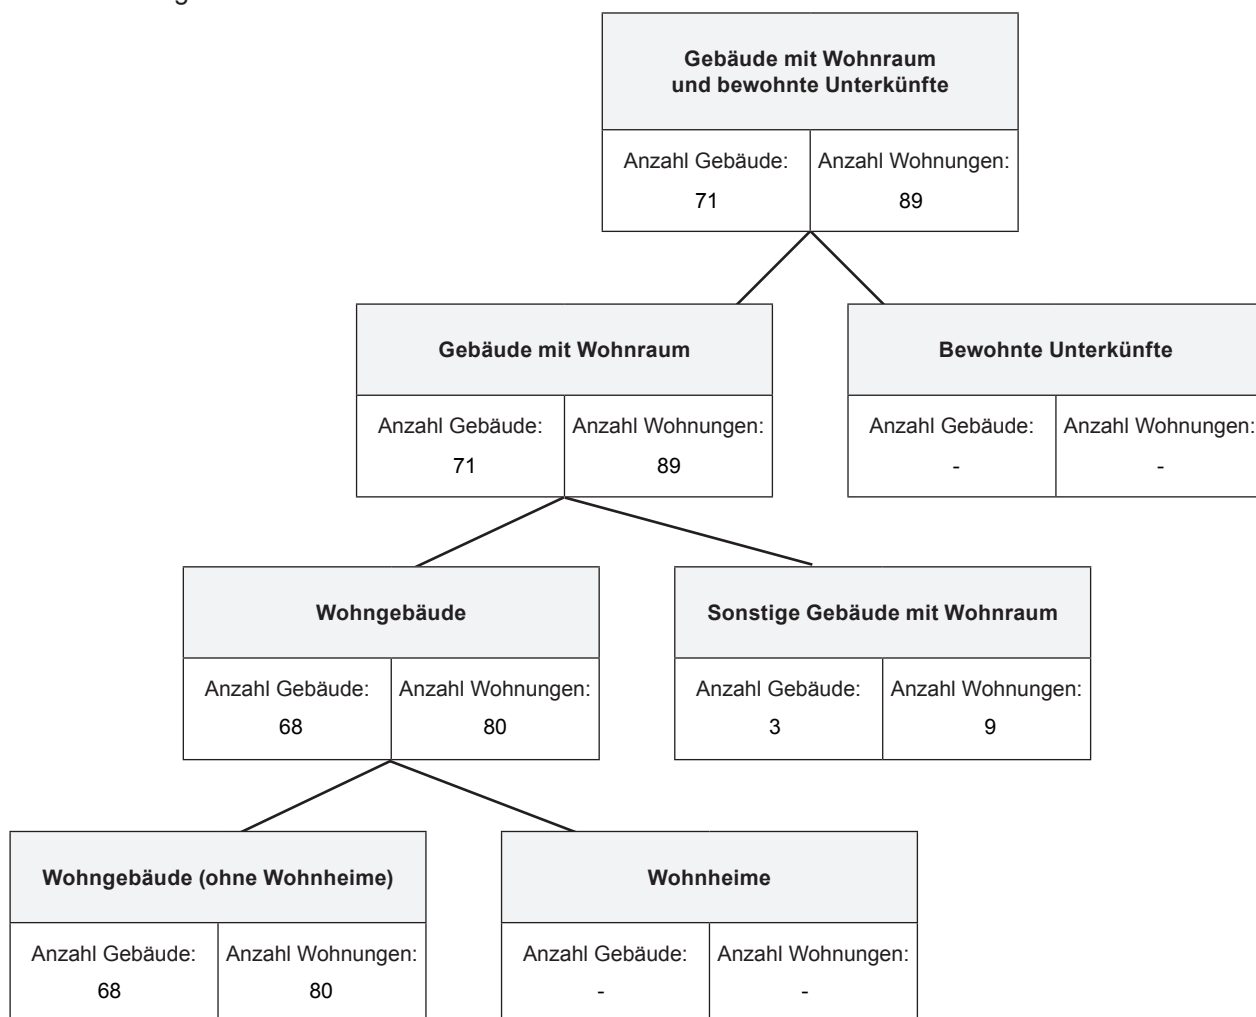 Gebäude mit Wohnraum
und bewohnte Unterkünfte
Anzahl Gebäude: Anzahl Wohnungen:
71 89
Gebäude mit Wohnraum Bewohnte Unterkünfte
Anzahl Gebäude: Anzahl Wohnungen: Anzahl Gebäude: Anzahl Wohnungen:
71 89 - -
Wohngebäude Sonstige Gebäude mit Wohnraum
Anzahl Gebäude: Anzahl Wohnungen: Anzahl Gebäude: Anzahl Wohnungen:
68 80 3 9
Wohngebäude (ohne Wohnheime) Wohnheime
Anzahl Gebäude: Anzahl Wohnungen: Anzahl Gebäude: Anzahl Wohnungen:
68 80 - -